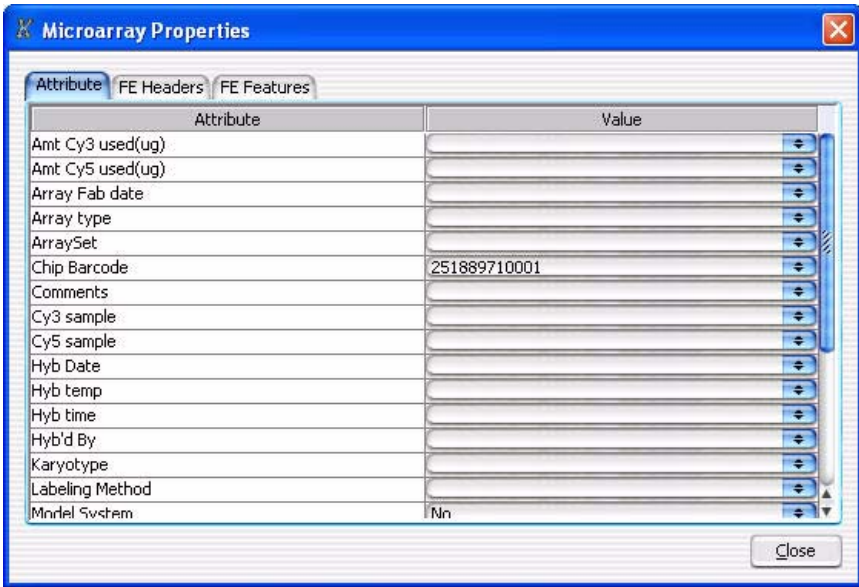 Microarray Properties
Attribute FE Headers FE Features
Attribute Value
Amt Cy3 used(ug)
Amt Cy5 used(ug)
Array Fab date
Array type
ArraySet
Chip Barcode 251889710001
Comments
Cy3 sample
Cy5 sample
Hyb Date
Hyb temp
Hyb time
Hyb'd By
Karyotype
Labeling Method
Model System No
Close